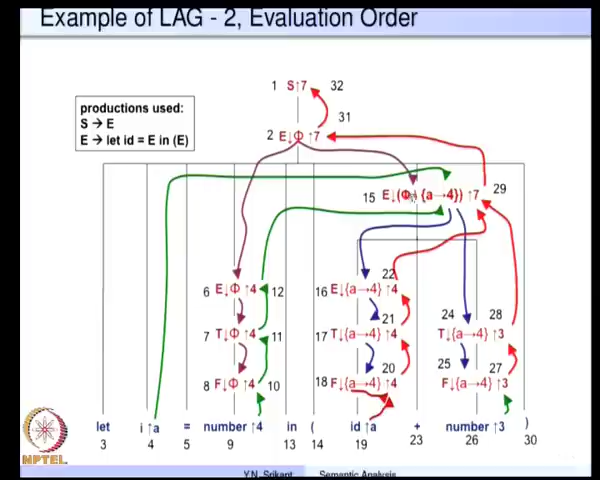 Example of LAG - 2, Evaluation Order
1 S↑7 32
31
productions used:
S → E
E → let id = E in (E)
2 E↓Φ ↑7
15 E↓(Φ {a→4}) ↑7 29
22
6 E↓Φ ↑4 12 16 E↓{a→4} ↑4
21 24 28
7 T↓Φ ↑4 11 17 T↓{a→4} ↑4 T↓{a→4} ↑3
20 25 27
8 F↓Φ ↑4 10 18 F↓{a→4} ↑4 F↓{a→4} ↑3
let i ↑a = number ↑4 in ( id ↑a + number ↑3 )
3 4 5 9 13 14 19 23 26 30
NPTEL
Y.N. Srikant Semantic Analysis